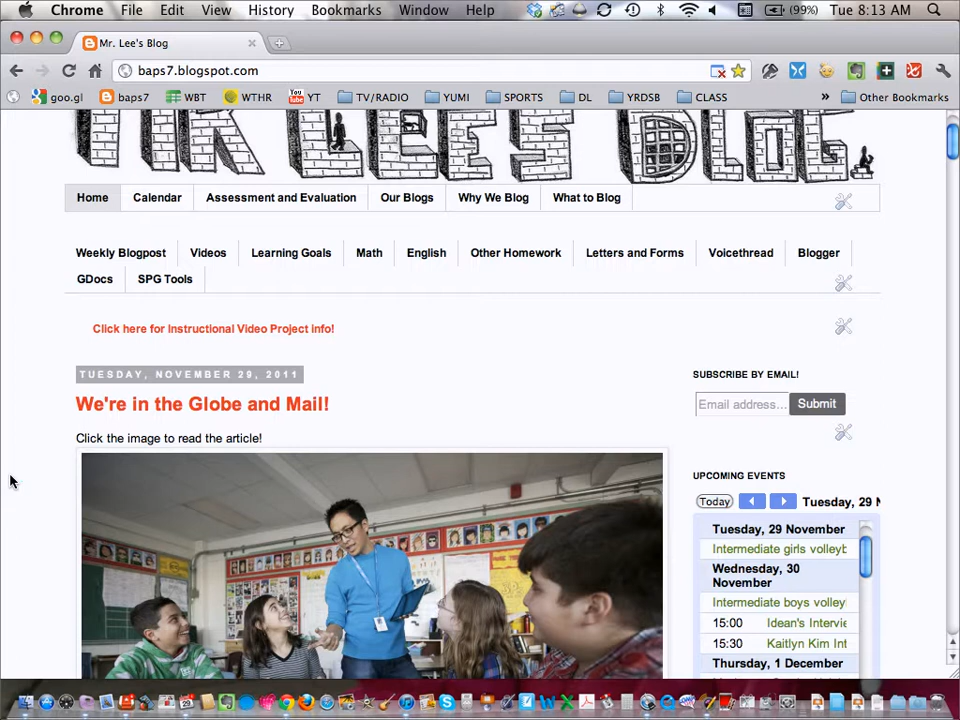 Chrome File Edit View History Bookmarks Window Help (99%) Tue 8:13 AM
Mr. Lee's Blog
baps7.blogspot.com
goo.gl baps7 WBT WTHR YT TV/RADIO YUMI SPORTS DL YRDSB CLASS » Other Bookmarks
MR LEE'S BLOG
Home Calendar Assessment and Evaluation Our Blogs Why We Blog What to Blog
Weekly Blogpost Videos Learning Goals Math English Other Homework Letters and Forms Voicethread Blogger
GDocs SPG Tools
Click here for Instructional Video Project info!
TUESDAY, NOVEMBER 29, 2011
We're in the Globe and Mail!
Click the image to read the article!
SUBSCRIBE BY EMAIL!
Email address... Submit
UPCOMING EVENTS
Today Tuesday, 29 N
Tuesday, 29 November
Intermediate girls volleyb
Wednesday, 30
November
Intermediate boys volley
15:00 Idean's Intervie
15:30 Kaitlyn Kim Int
Thursday, 1 December